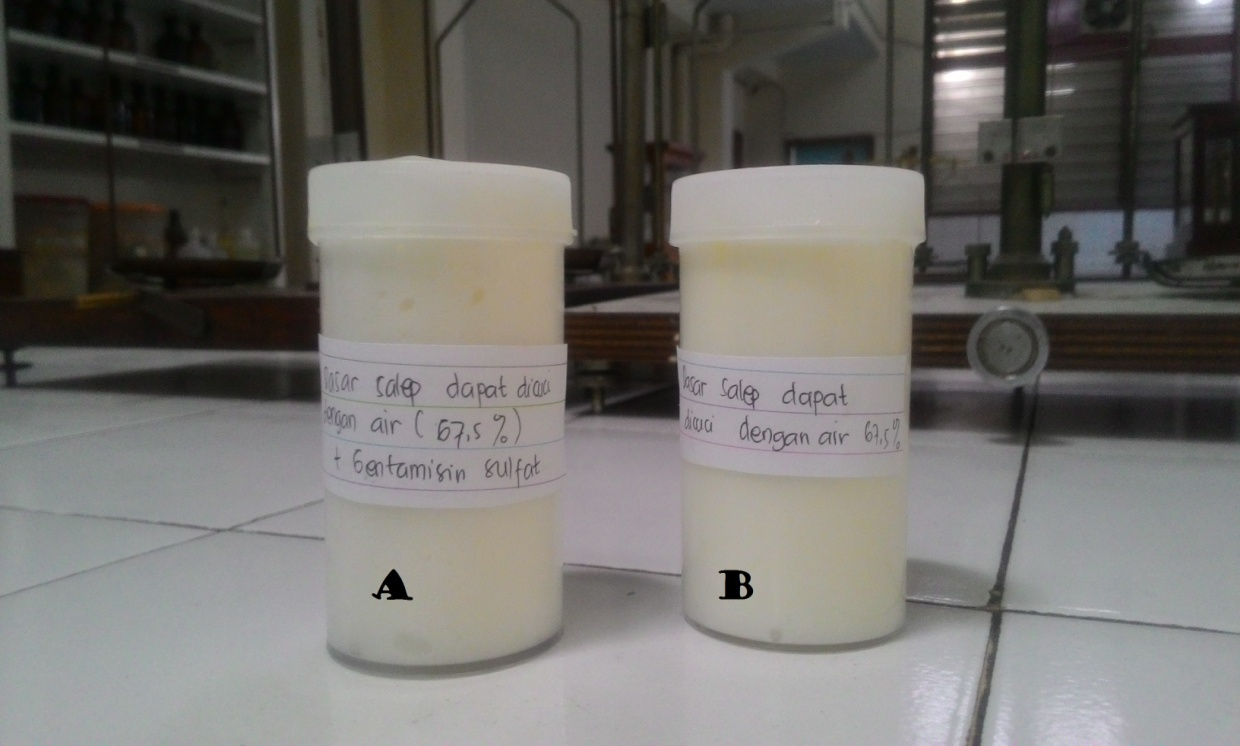 Dasar salep dapat dicuci
dengan air ( 67,5 %)
+ Gentamisin sulfat
A
Dasar salep dapat
dicuci dengan air 67,5%
B